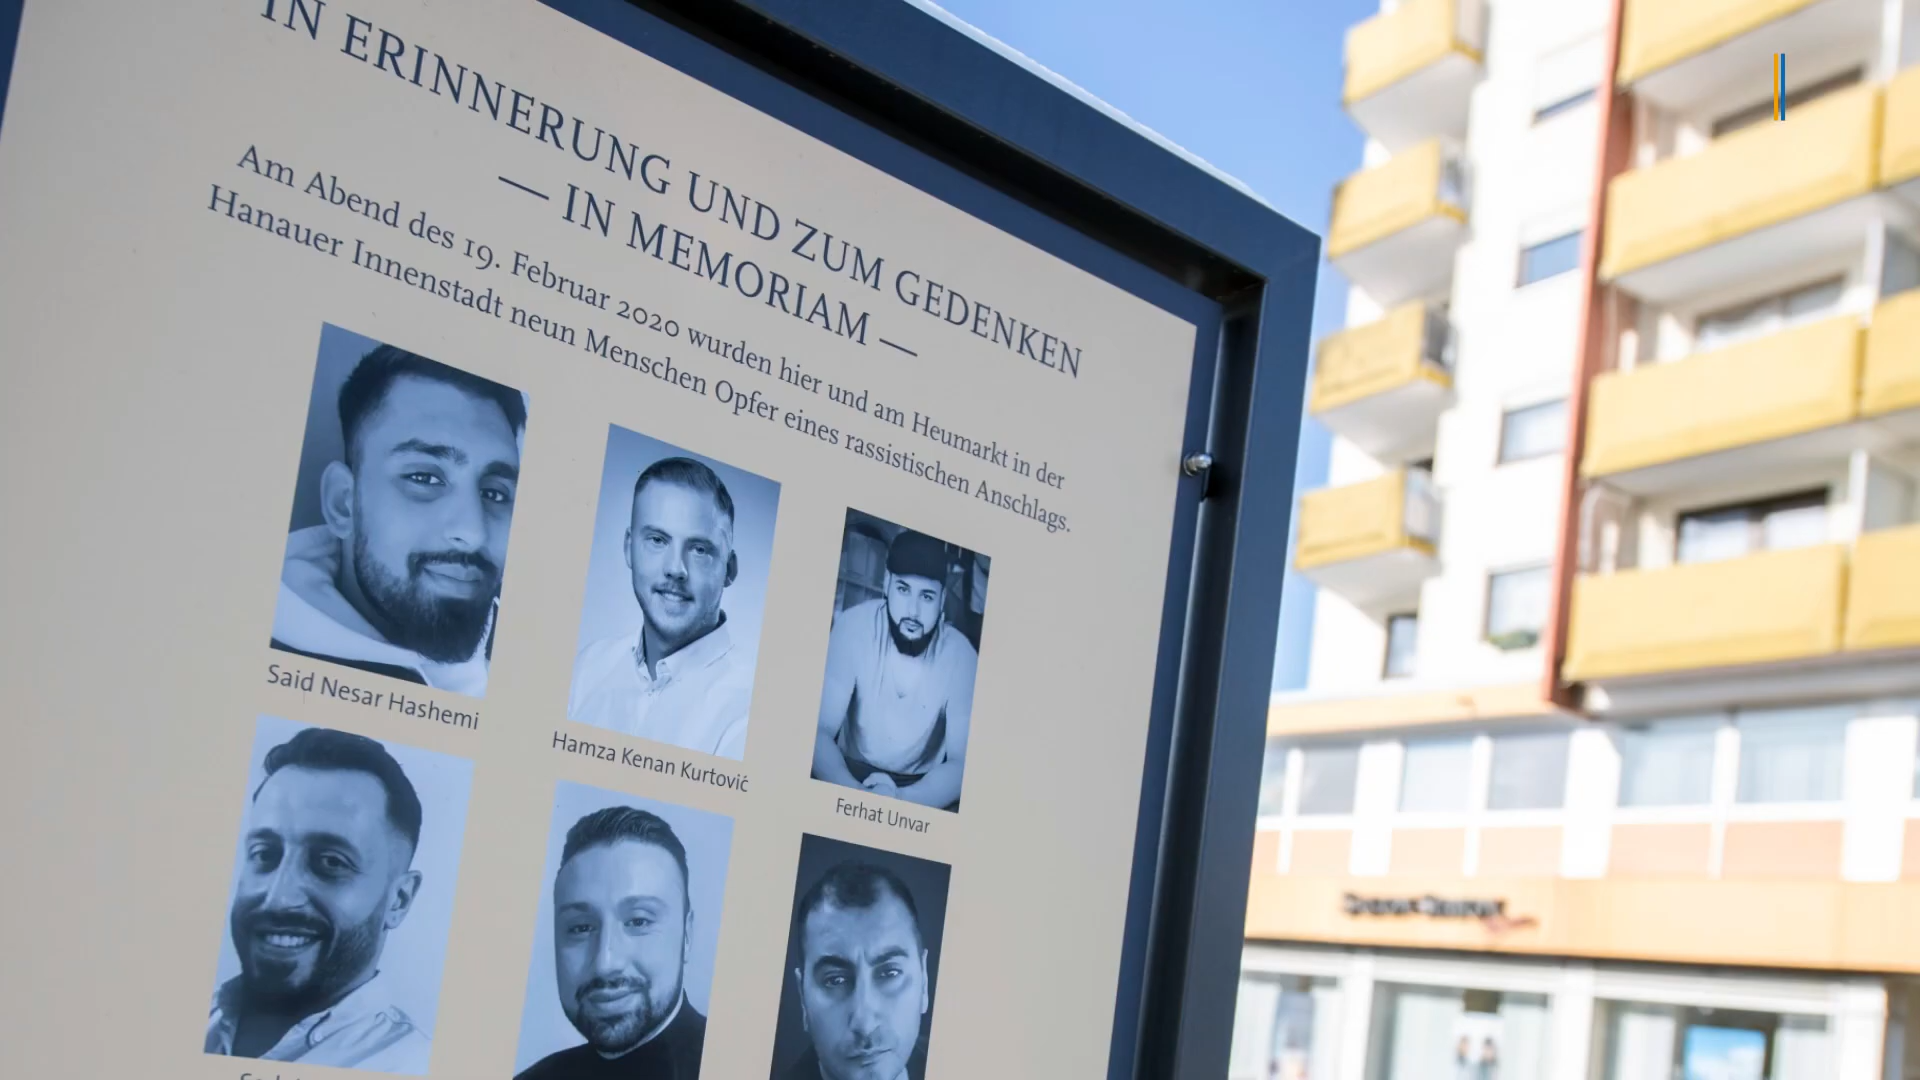 IN ERINNERUNG UND ZUM GEDENKEN
— IN MEMORIAM —
Am Abend des 19. Februar 2020 wurden hier und am Heumarkt in der
Hanauer Innenstadt neun Menschen Opfer eines rassistischen Anschlags.
Said Nesar Hashemi
Hamza Kenan Kurtović
Ferhat Unvar